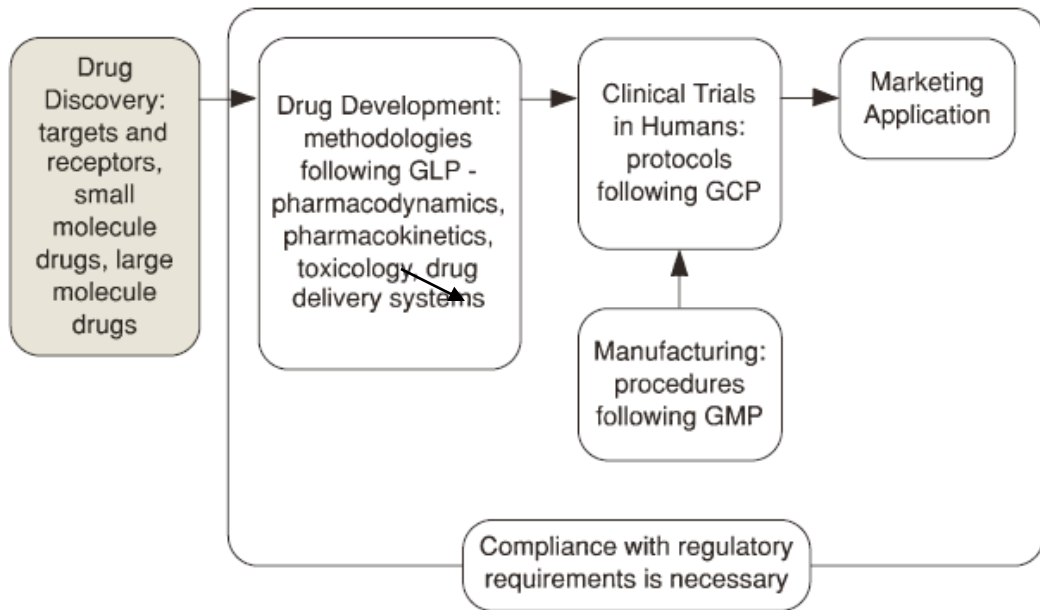 Drug
Discovery:
targets and
receptors,
small
molecule
drugs, large
molecule
drugs
Drug Development:
methodologies
following GLP -
pharmacodynamics,
pharmacokinetics,
toxicology, drug
delivery systems
Clinical Trials
in Humans:
protocols
following GCP
Marketing
Application
Manufacturing:
procedures
following GMP
Compliance with regulatory
requirements is necessary